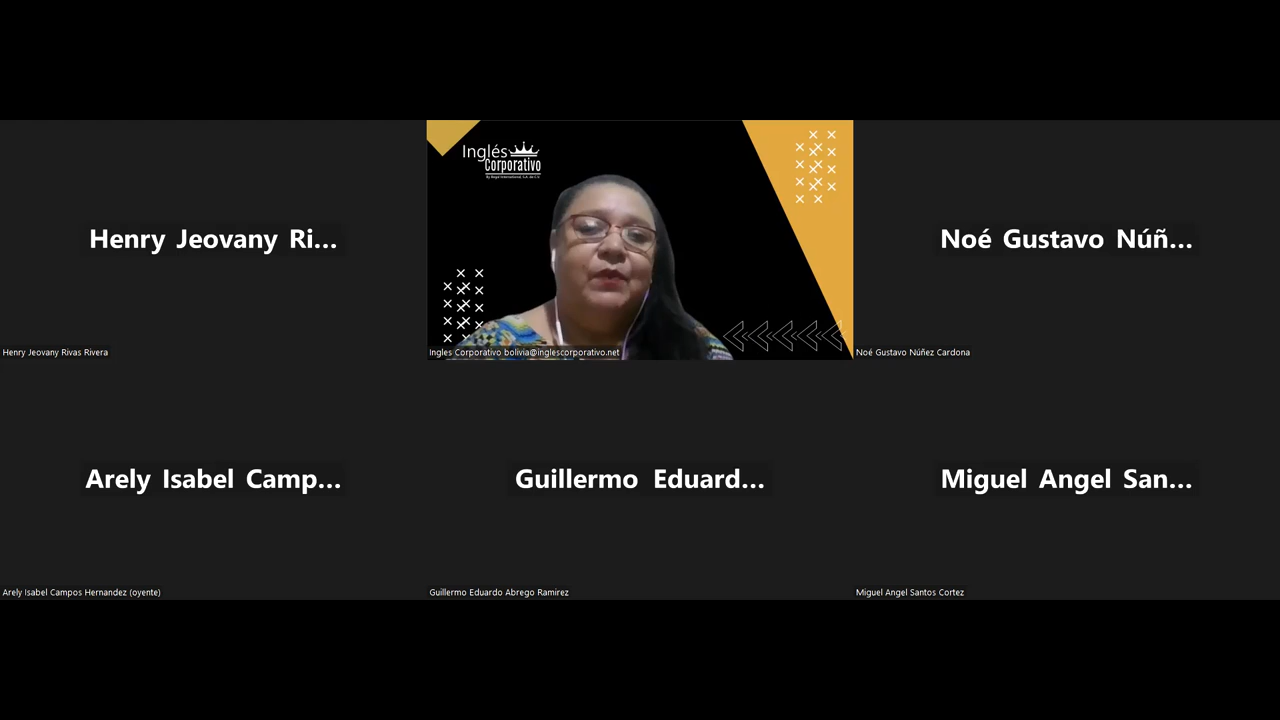 Henry Jeovany Ri...
Henry Jeovany Rivas Rivera
Inglés
Corporativo
Ingles Corporativo bolivia@inglescorporativo.net
Noé Gustavo Núñ...
Noé Gustavo Núñez Cardona
Arely Isabel Camp...
Arely Isabel Campos Hernandez (oyente)
Guillermo Eduard...
Guillermo Eduardo Abrego Ramirez
Miguel Angel San...
Miguel Angel Santos Cortez